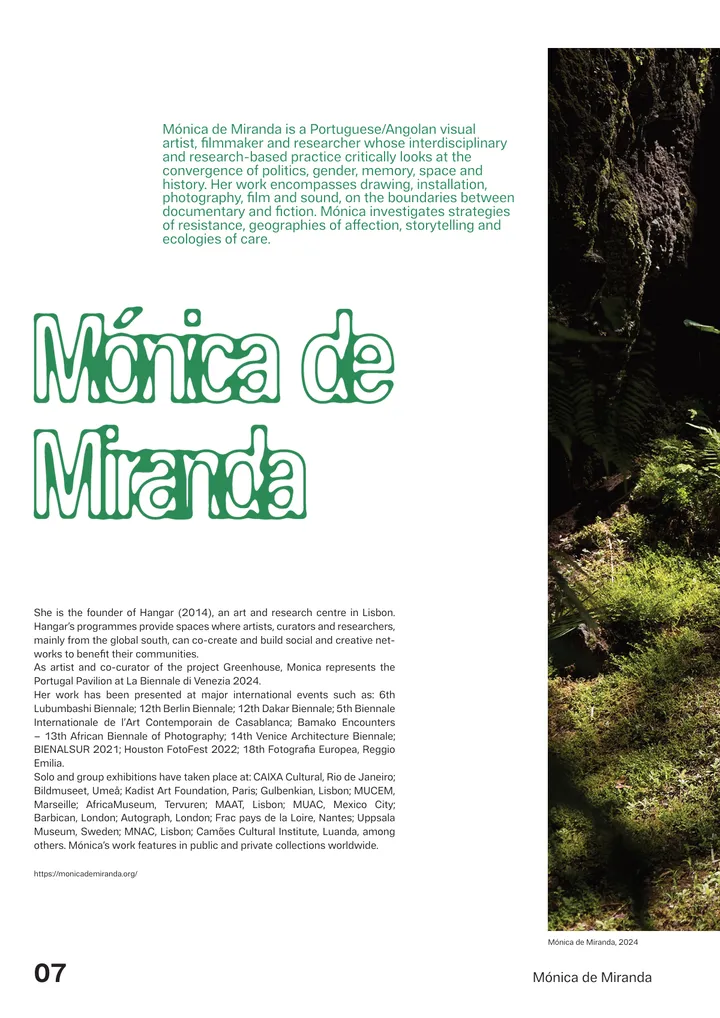 Mónica de Miranda is a Portuguese/Angolan visual
artist, filmmaker and researcher whose interdisciplinary
and research-based practice critically looks at the
convergence of politics, gender, memory, space and
history. Her work encompasses drawing, installation,
photography, film and sound, on the boundaries between
documentary and fiction. Mónica investigates strategies
of resistance, geographies of affection, storytelling and
ecologies of care.
Mónica de
Miranda
She is the founder of Hangar (2014), an art and research centre in Lisbon.
Hangar's programmes provide spaces where artists, curators and researchers,
mainly from the global south, can co-create and build social and creative net-
works to benefit their communities.
As artist and co-curator of the project Greenhouse, Monica represents the
Portugal Pavilion at La Biennale di Venezia 2024.
Her work has been presented at major international events such as: 6th
Lubumbashi Biennale; 12th Berlin Biennale; 12th Dakar Biennale; 5th Biennale
Internationale de l'Art Contemporain de Casablanca; Bamako Encounters
– 13th African Biennale of Photography; 14th Venice Architecture Biennale;
BIENALSUR 2021; Houston FotoFest 2022; 18th Fotografia Europea, Reggio
Emilia.
Solo and group exhibitions have taken place at: CAIXA Cultural, Rio de Janeiro;
Bildmuseet, Umeå; Kadist Art Foundation, Paris; Gulbenkian, Lisbon; MUCEM,
Marseille; AfricaMuseum, Tervuren; MAAT, Lisbon; MUAC, Mexico City;
Barbican, London; Autograph, London; Frac pays de la Loire, Nantes; Uppsala
Museum, Sweden; MNAC, Lisbon; Camões Cultural Institute, Luanda, among
others. Mónica's work features in public and private collections worldwide.
https://monicademiranda.org/
Mónica de Miranda, 2024
07
Mónica de Miranda